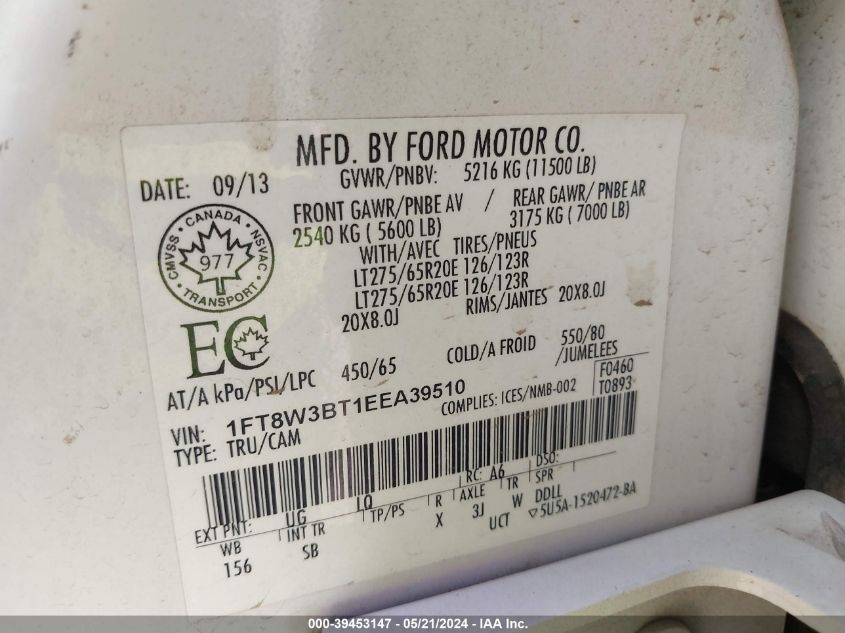 MFD. BY FORD MOTOR CO.
DATE: 09/13 GVWR/PNBV: 5216 KG (11500 LB)
FRONT GAWR/PNBE AV / REAR GAWR/PNBE AR
2540 KG ( 5600 LB) 3175 KG ( 7000 LB)
WITH/AVEC TIRES/PNEUS
LT275/65R20E 126/123R
LT275/65R20E 126/123R
RIMS/JANTES
20X8.0J 20X8.0J
CANADA
CMVSS 977 NSVAC
TRANSPORT
EC
AT/A kPa/PSI/LPC 450/65 COLD/A FROID 550/80
/JUMELEES
VIN: 1FT8W3BT1EEA39510 COMPLIES: ICES/NMB-002 F0460
TYPE: TRU/CAM T0893
RC: A6 DSO:
EXT PNT: UG LQ
WB INT TR TP/PS R AXLE TR SPR
156 SB X 3J W DDLL
UCT ▽5U5A-1520472-BA
000-39453147 - 05/21/2024 - IAA Inc.